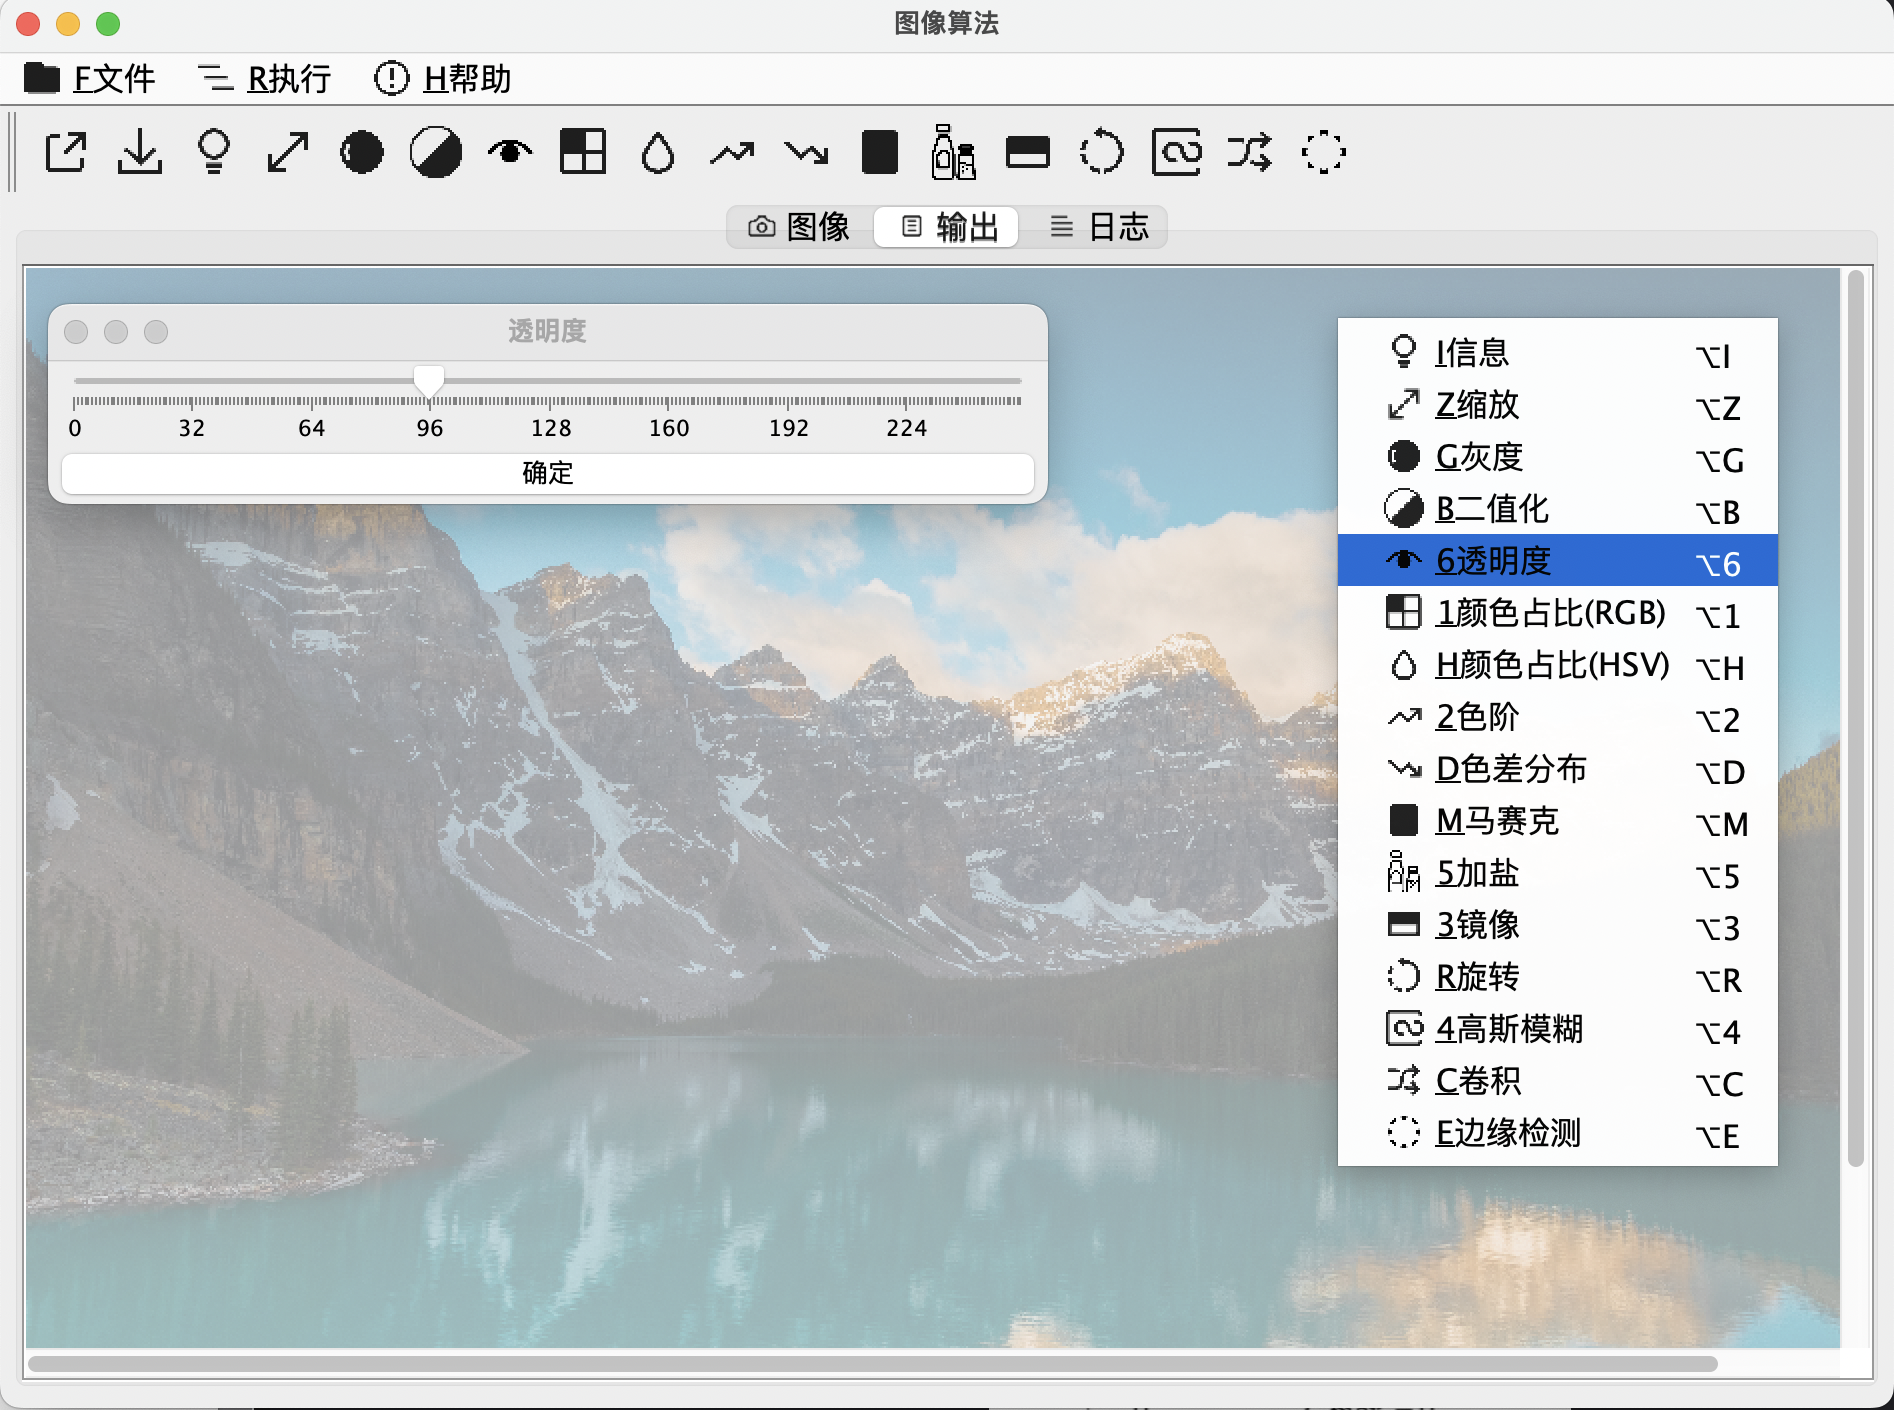 图像算法
F文件 R执行 H帮助
图像 输出 日志
透明度
0 32 64 96 128 160 192 224
确定
I信息 ⌥I
Z缩放 ⌥Z
G灰度 ⌥G
B二值化 ⌥B
6透明度 ⌥6
1颜色占比(RGB) ⌥1
H颜色占比(HSV) ⌥H
2色阶 ⌥2
D色差分布 ⌥D
M马赛克 ⌥M
5加盐 ⌥5
3镜像 ⌥3
R旋转 ⌥R
4高斯模糊 ⌥4
C卷积 ⌥C
E边缘检测 ⌥E